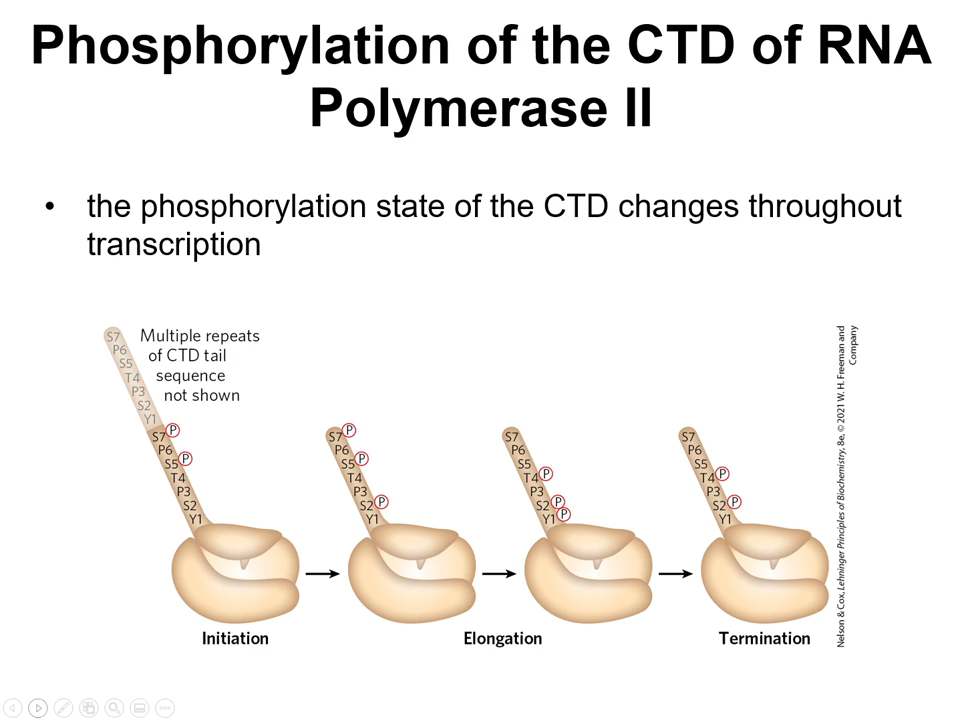 Phosphorylation of the CTD of RNA
Polymerase II
• the phosphorylation state of the CTD changes throughout
transcription
Multiple repeats
of CTD tail
sequence
not shown
S7
P6
S5
T4
P3
S2
Y1
S7 P
P6
S5 P
T4
P3
S2
Y1
S7 P
P6
S5 P
T4
P3
S2 P
Y1
S7
P6
S5
T4 P
P3
S2 P
Y1 P
S7
P6
S5
T4 P
P3
S2 P
Y1
Initiation
Elongation
Termination
Nelson & Cox, Lehninger Principles of Biochemistry, 8e, © 2021 W. H. Freeman and
Company